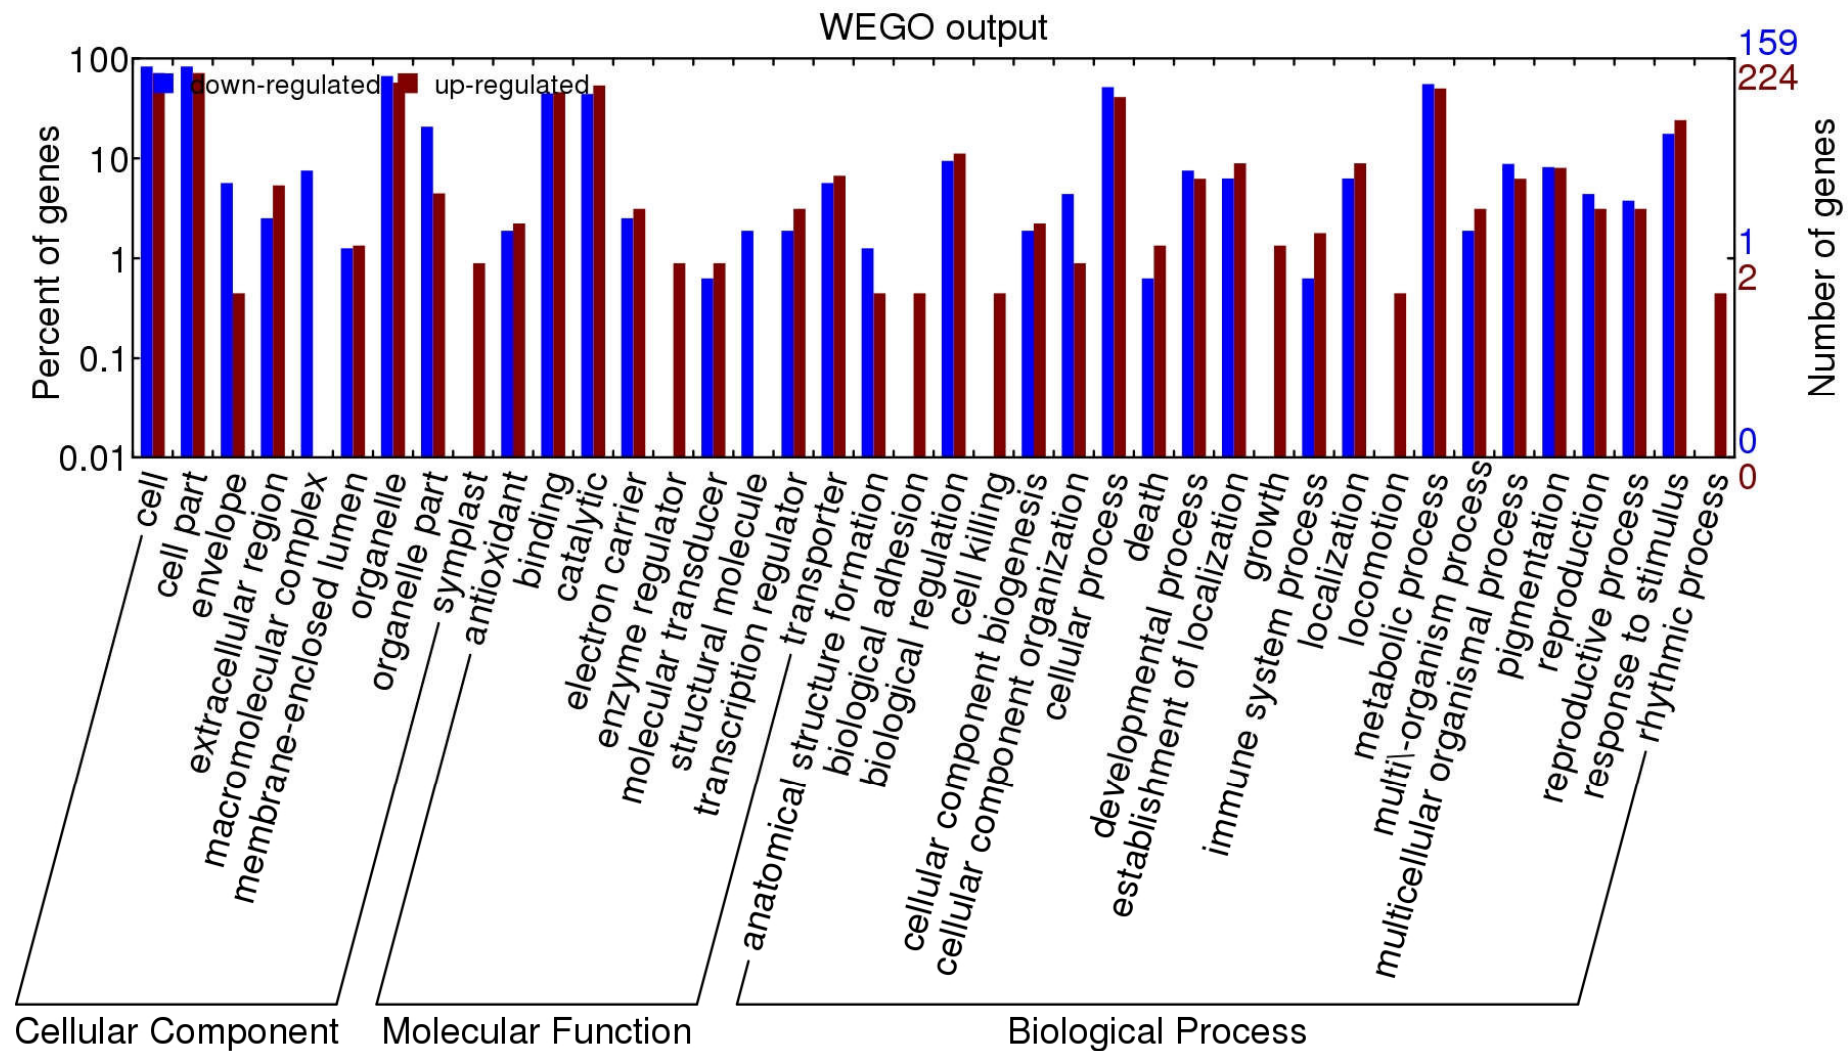 WEGO output
100
10
1
0.1
0.01
Percent of genes
down-regulated
up-regulated
159
224
1
2
0
0
Number of genes
cell
cell part
envelope
extracellular region
macromolecular complex
membrane-enclosed lumen
organelle
organelle part
symplast
antioxidant
binding
catalytic
electron carrier
enzyme regulator
molecular transducer
structural molecule
transcription regulator
transporter
anatomical structure formation
biological adhesion
biological regulation
cell killing
cellular component biogenesis
cellular component organization
cellular process
death
developmental process
establishment of localization
growth
immune system process
localization
locomotion
metabolic process
multi\-organism process
multicellular organismal process
pigmentation
reproduction
reproductive process
response to stimulus
rhythmic process
Cellular Component
Molecular Function
Biological Process